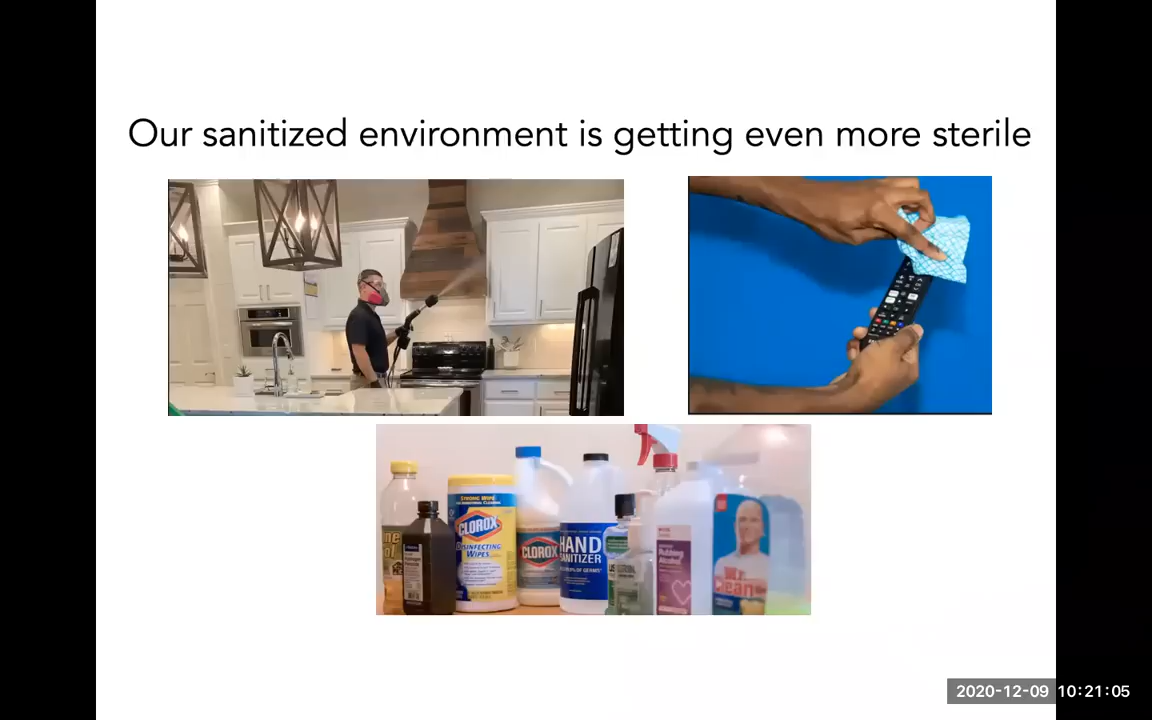 Our sanitized environment is getting even more sterile
CLOROX
DISINFECTING
WIPES
CLOROX
HAND
SANITIZER
Rubbing
Alcohol
Mr.
Clean
2020-12-09 10:21:05